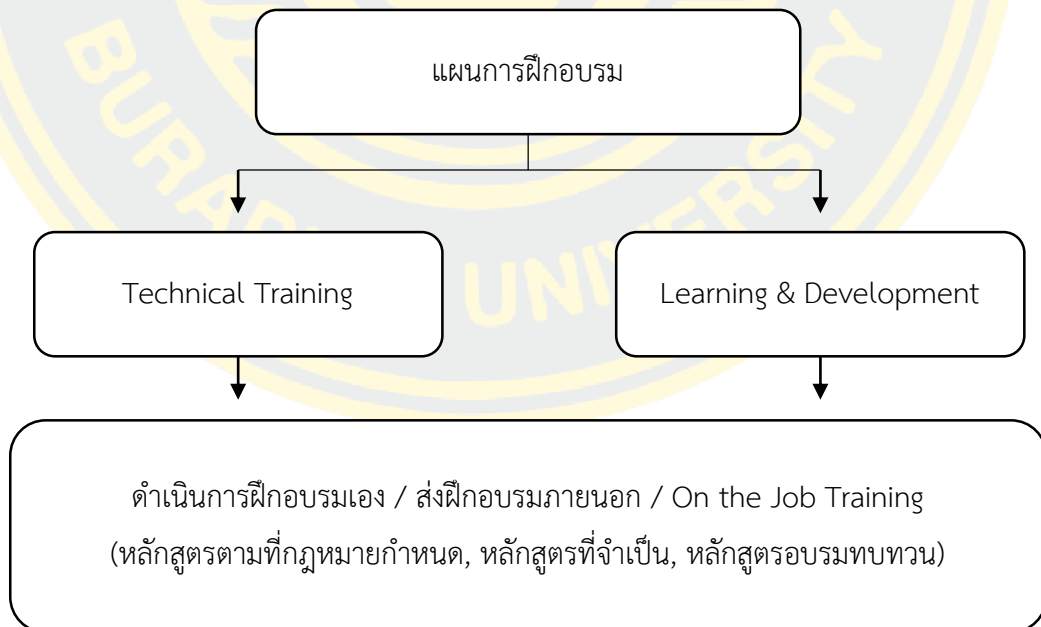 แผนการฝึกอบรม
Technical Training
Learning & Development
ดำเนินการฝึกอบรมเอง / ส่งฝึกอบรมภายนอก / On the Job Training
(หลักสูตรตามที่กฎหมายกำหนด, หลักสูตรที่จำเป็น, หลักสูตรอบรมทบทวน)
BURAPHA UNIVERSITY